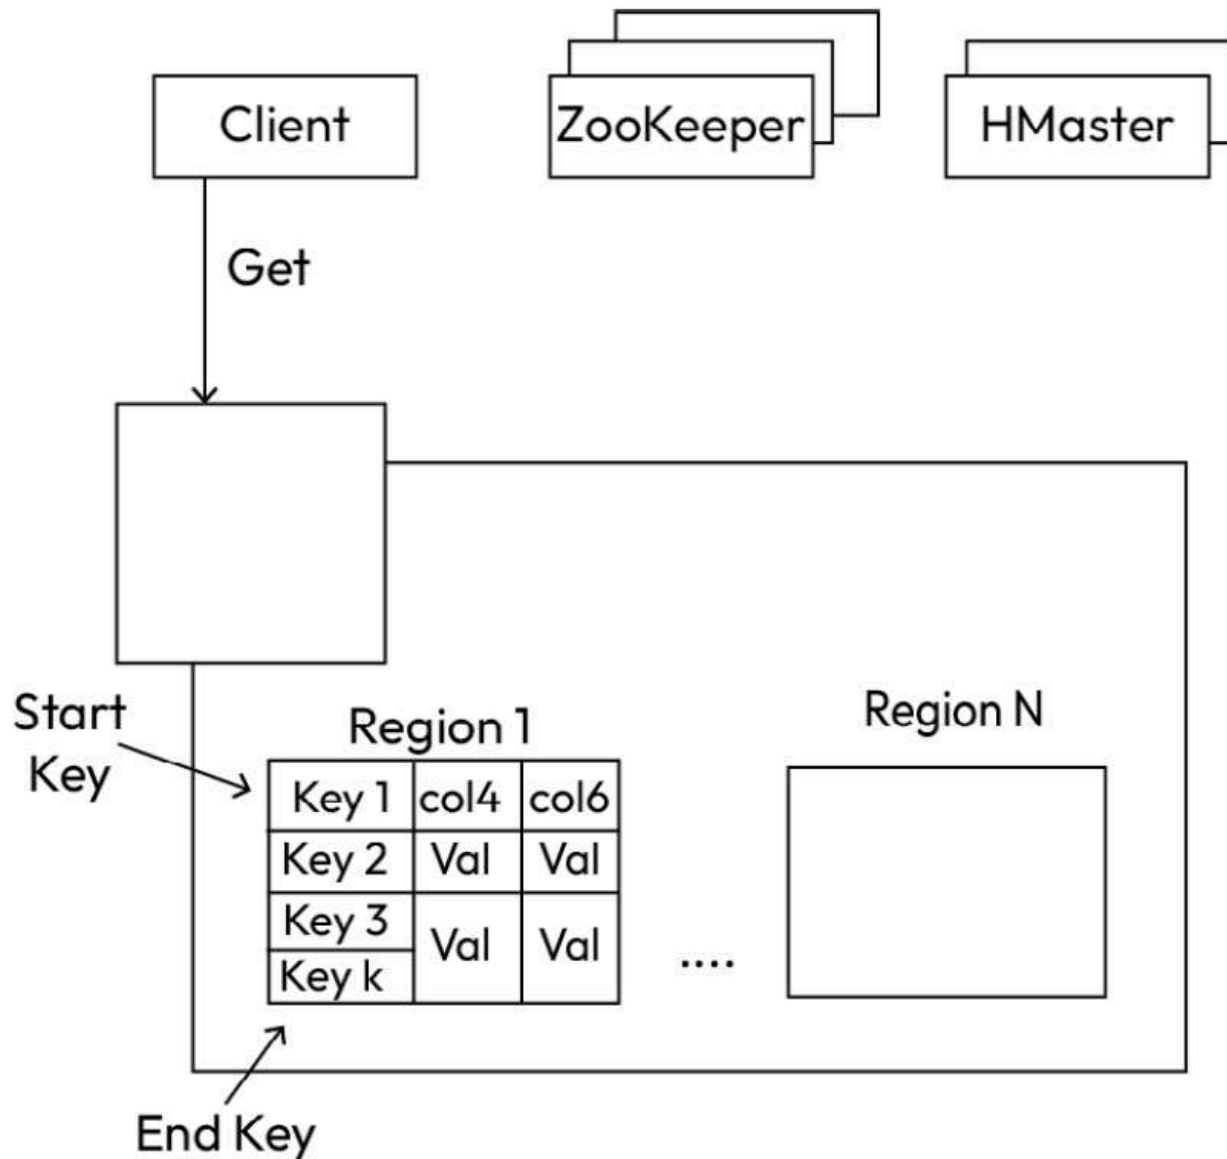 Client
ZooKeeper
HMaster
Get
Start
Key
Region 1
Region N
Key 1 col4 col6
Key 2 Val Val
Key 3
Val Val
Key k
....
End Key